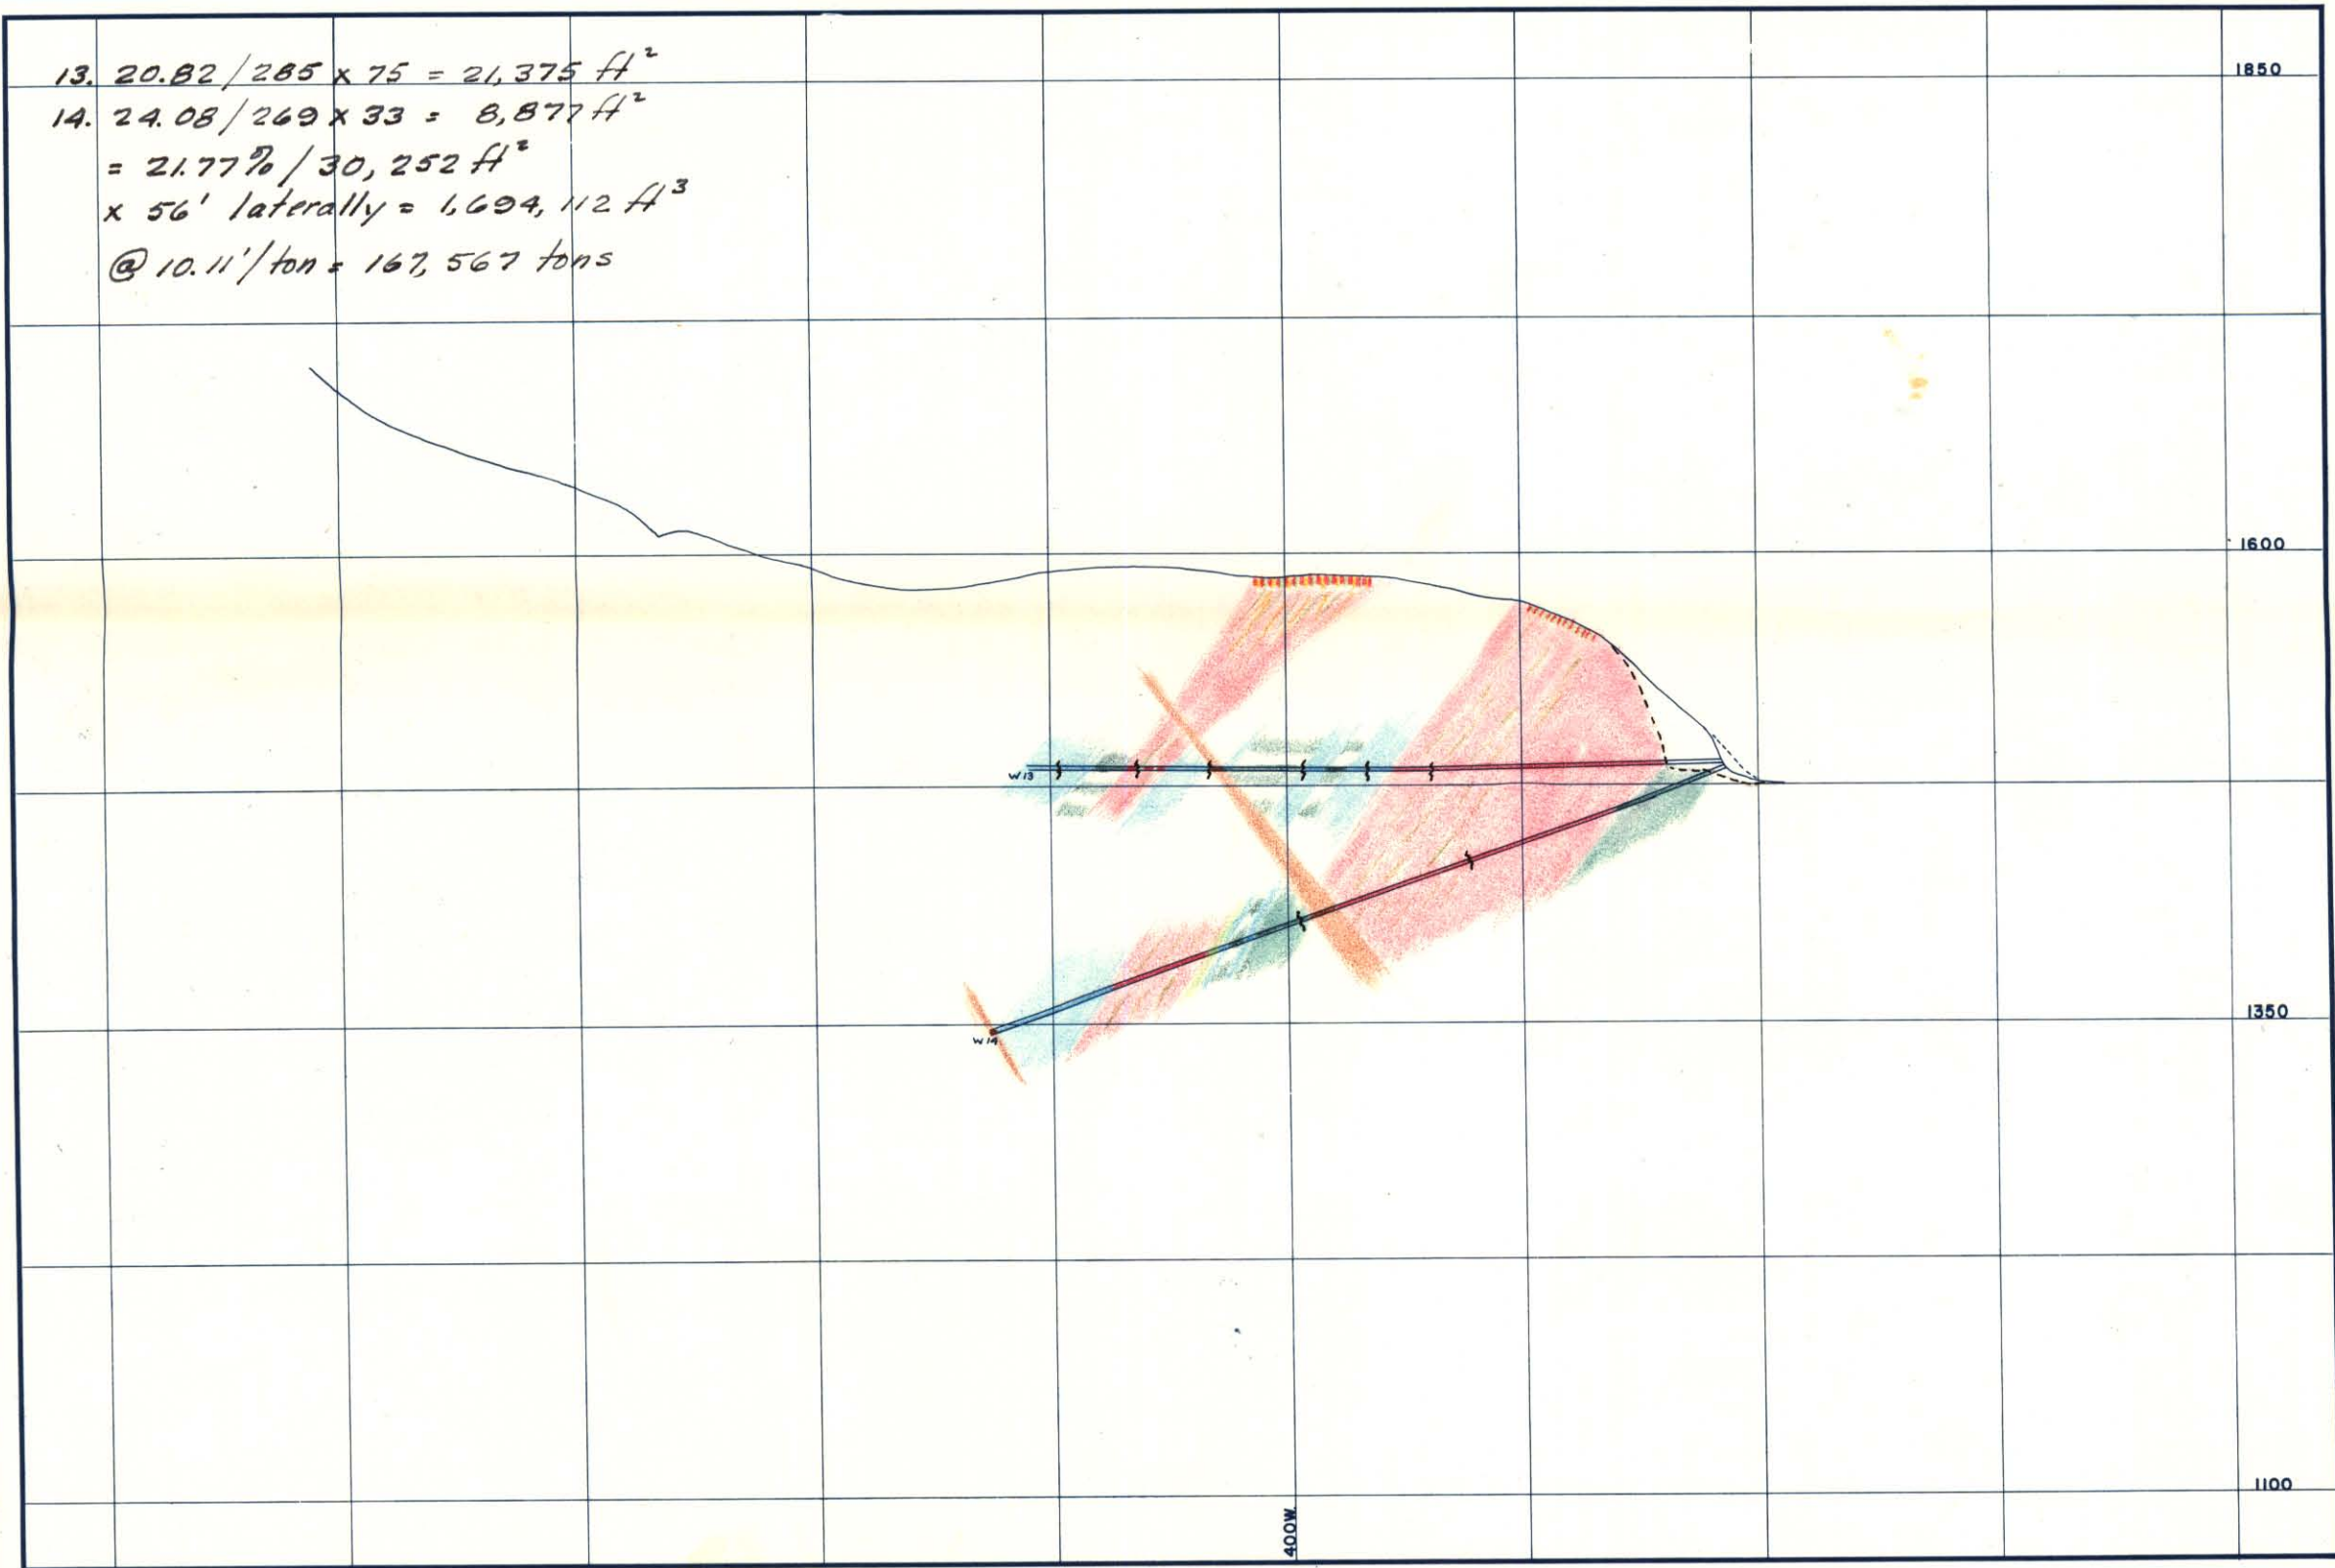 13. 20.82/285 x 75 = 21,375 ft²
14. 24.08/269 x 33 = 8,877 ft²
= 21.77% / 30,252 ft²
x 56' laterally = 1,694,112 ft³
@ 10.11'/ton = 167,567 tons
1850
1600
W13
1350
W14
1100
400W